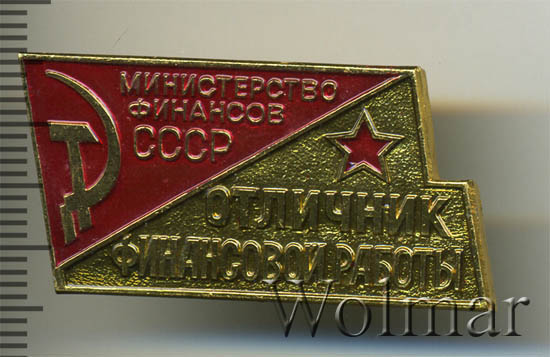 МИНИСТЕРСТВО
ФИНАНСОВ
СССР
ОТЛИЧНИК
ФИНАНСОВОЙ РАБОТЫ
Wolmar